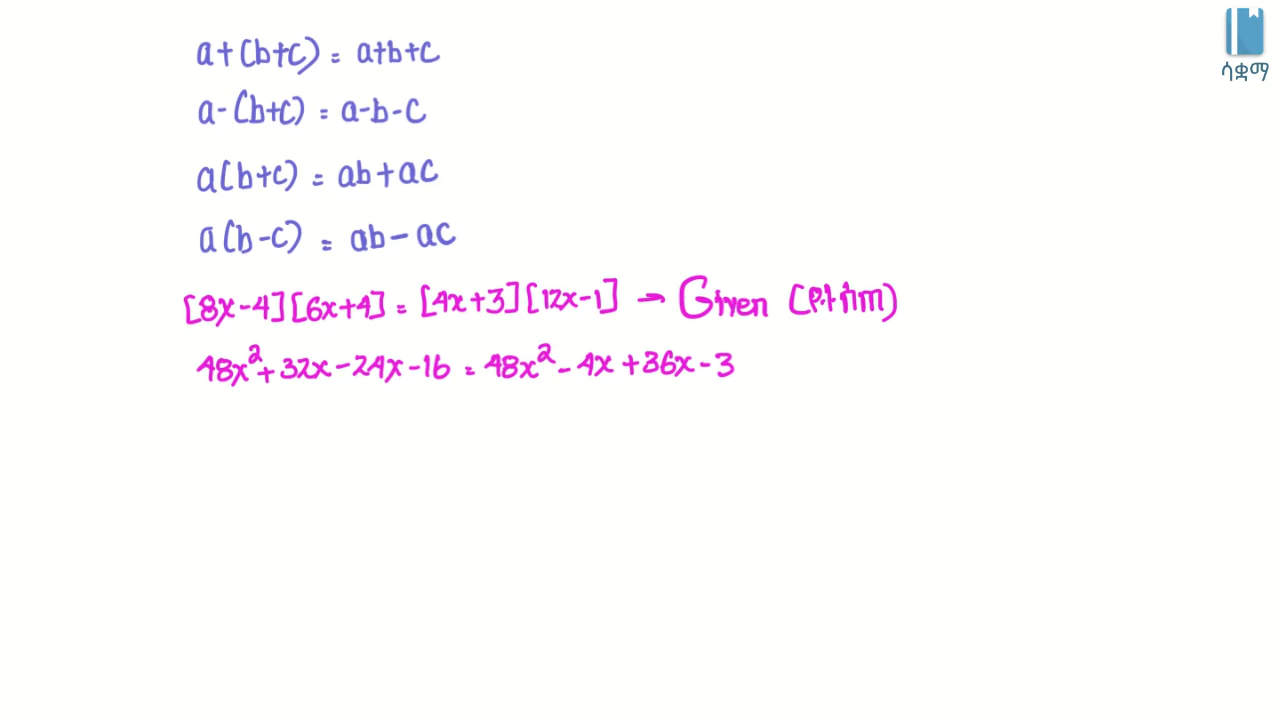 a+(b+c) = a+b+c
a-(b+c) = a-b-c
a(b+c) = ab+ac
a(b-c) = ab-ac
[8x-4][6x+4] = [4x+3][12x-1] → Given (የተሰጠ)
48x²+32x-24x-16 = 48x²-4x+36x-3
ሳቋማ